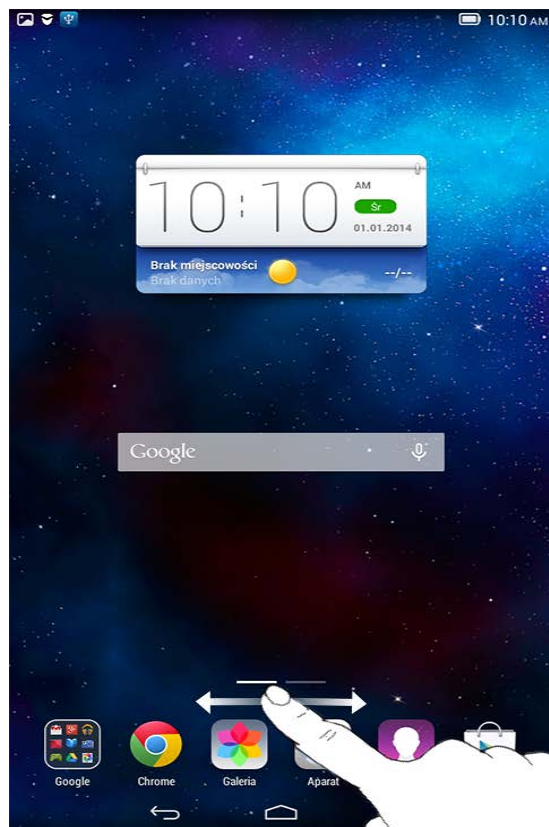 10:10 AM
10:10
AM
Śr
01.01.2014
Brak miejscowości
Brak danych
--/--
Google
Google
Chrome
Galeria
Aparat